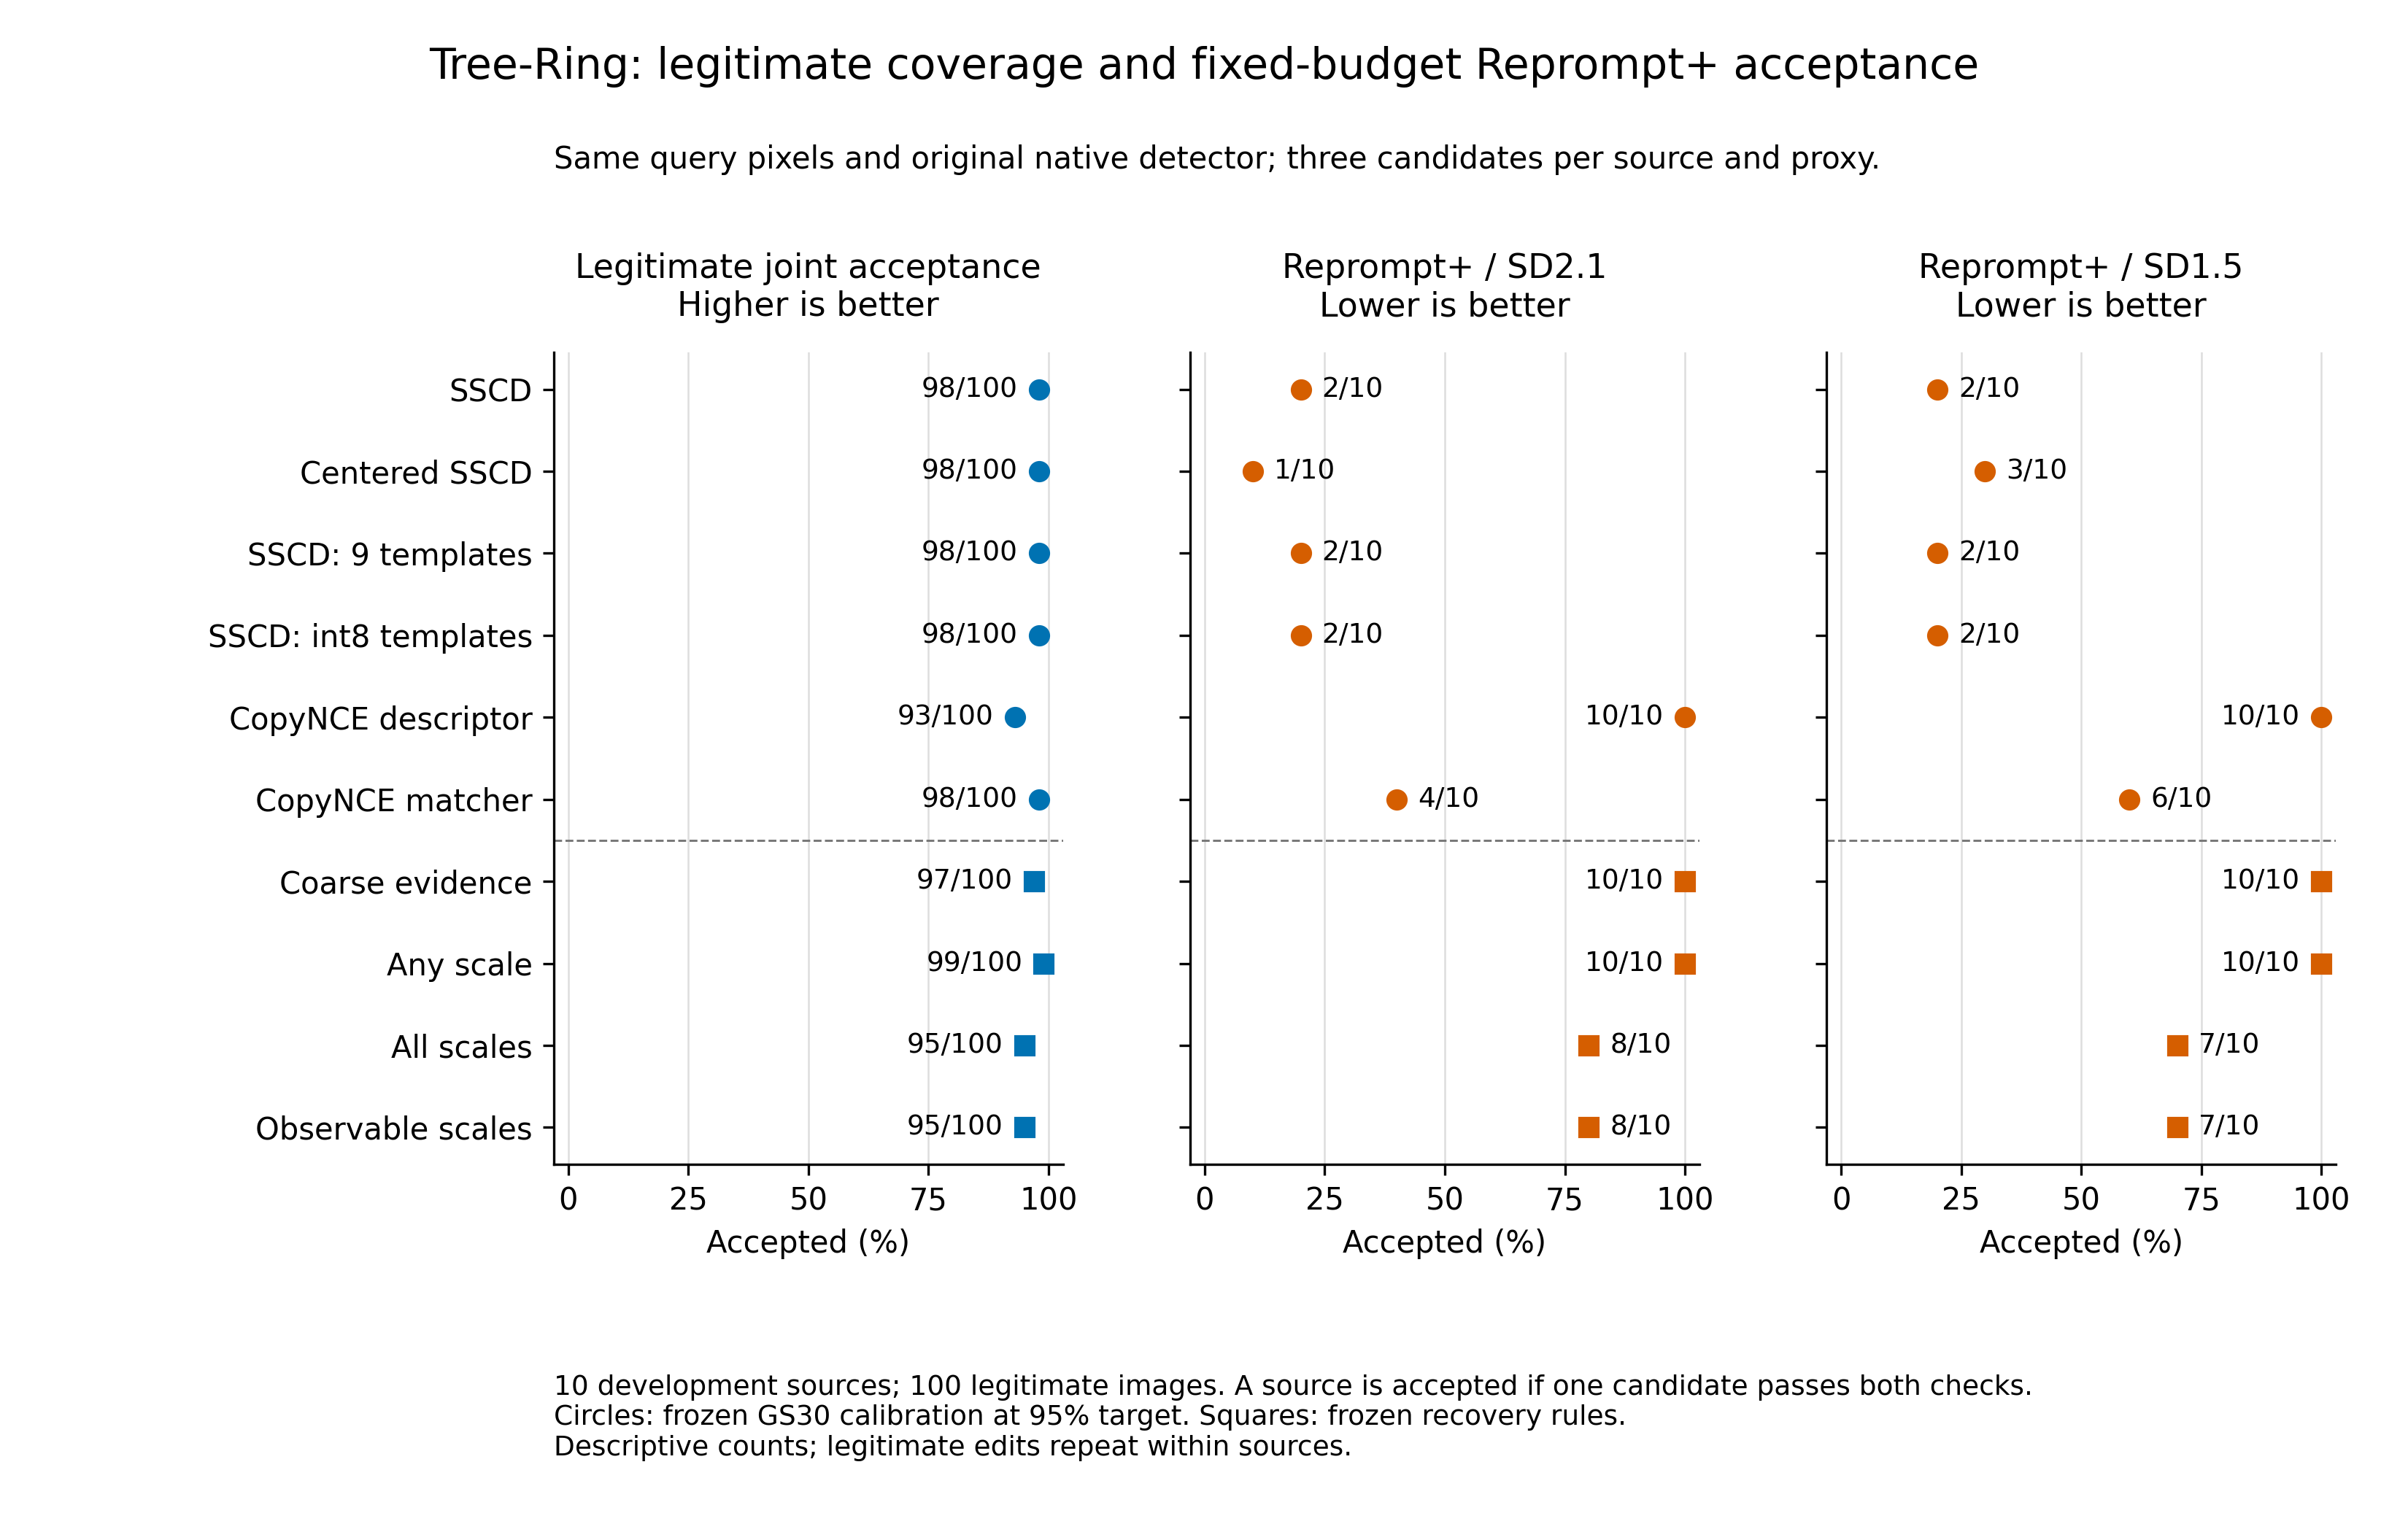 Tree-Ring: legitimate coverage and fixed-budget Reprompt+ acceptance
Same query pixels and original native detector; three candidates per source and proxy.
Legitimate joint acceptance
Higher is better
Reprompt+ / SD2.1
Lower is better
Reprompt+ / SD1.5
Lower is better
SSCD 98/100 2/10 2/10
Centered SSCD 98/100 1/10 3/10
SSCD: 9 templates 98/100 2/10 2/10
SSCD: int8 templates 98/100 2/10 2/10
CopyNCE descriptor 93/100 10/10 10/10
CopyNCE matcher 98/100 4/10 6/10
Coarse evidence 97/100 10/10 10/10
Any scale 99/100 10/10 10/10
All scales 95/100 8/10 7/10
Observable scales 95/100 8/10 7/10
0 25 50 75 100 0 25 50 75 100 0 25 50 75 100
Accepted (%) Accepted (%) Accepted (%)
10 development sources; 100 legitimate images. A source is accepted if one candidate passes both checks.
Circles: frozen GS30 calibration at 95% target. Squares: frozen recovery rules.
Descriptive counts; legitimate edits repeat within sources.